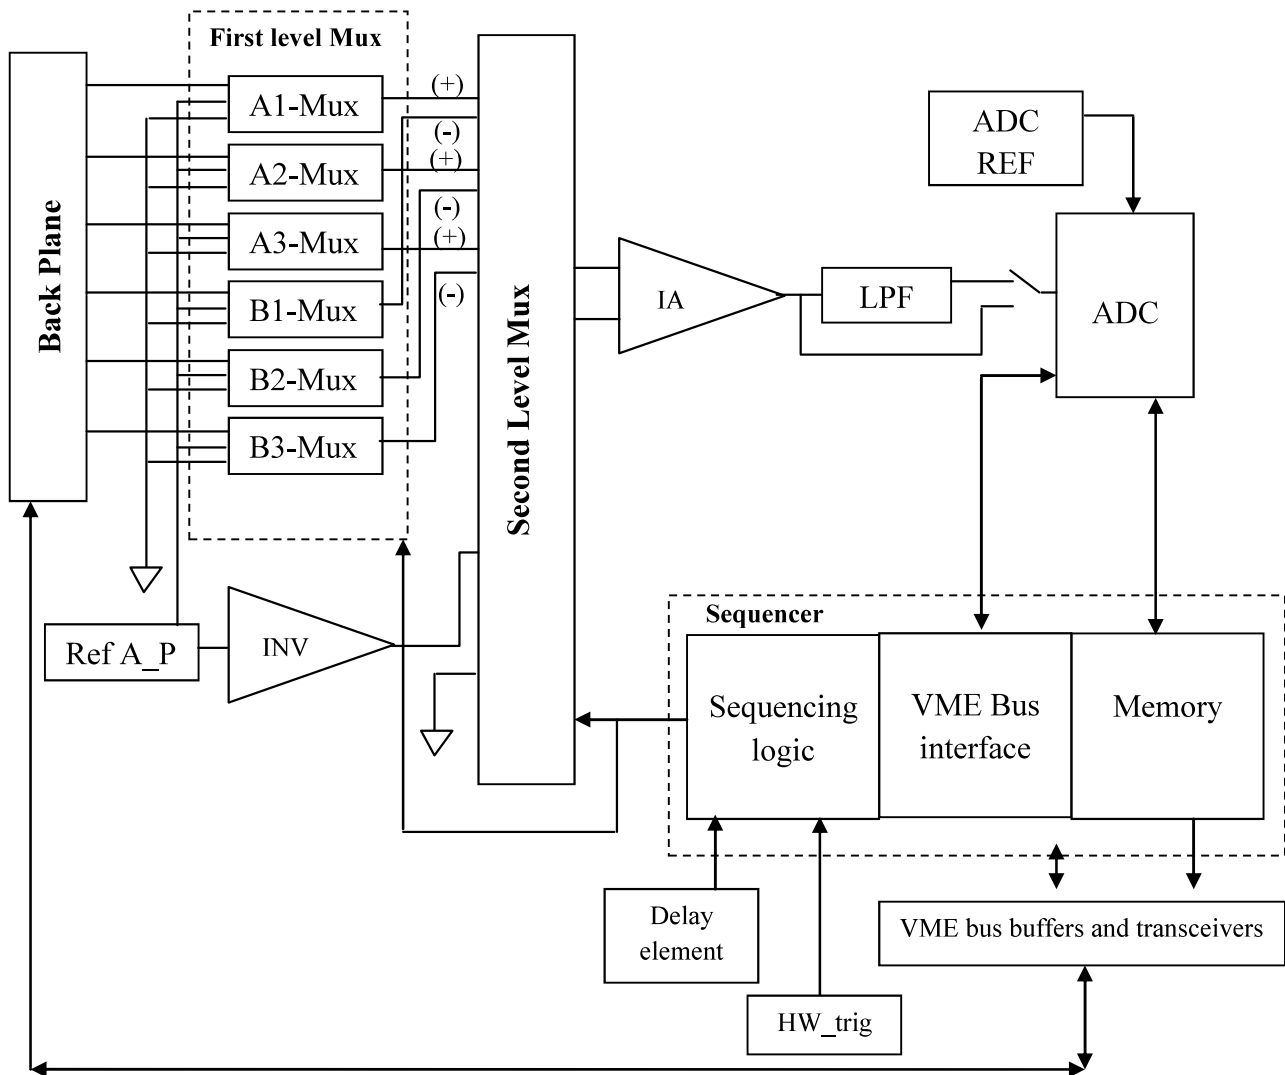 First level Mux
Back Plane
A1-Mux
A2-Mux
A3-Mux
B1-Mux
B2-Mux
B3-Mux
(+)
(-)
(+)
(-)
(+)
(-)
Second Level Mux
IA
LPF
ADC
REF
ADC
Ref A_P
INV
Sequencer
Sequencing
logic
VME Bus
interface
Memory
Delay
element
HW_trig
VME bus buffers and transceivers